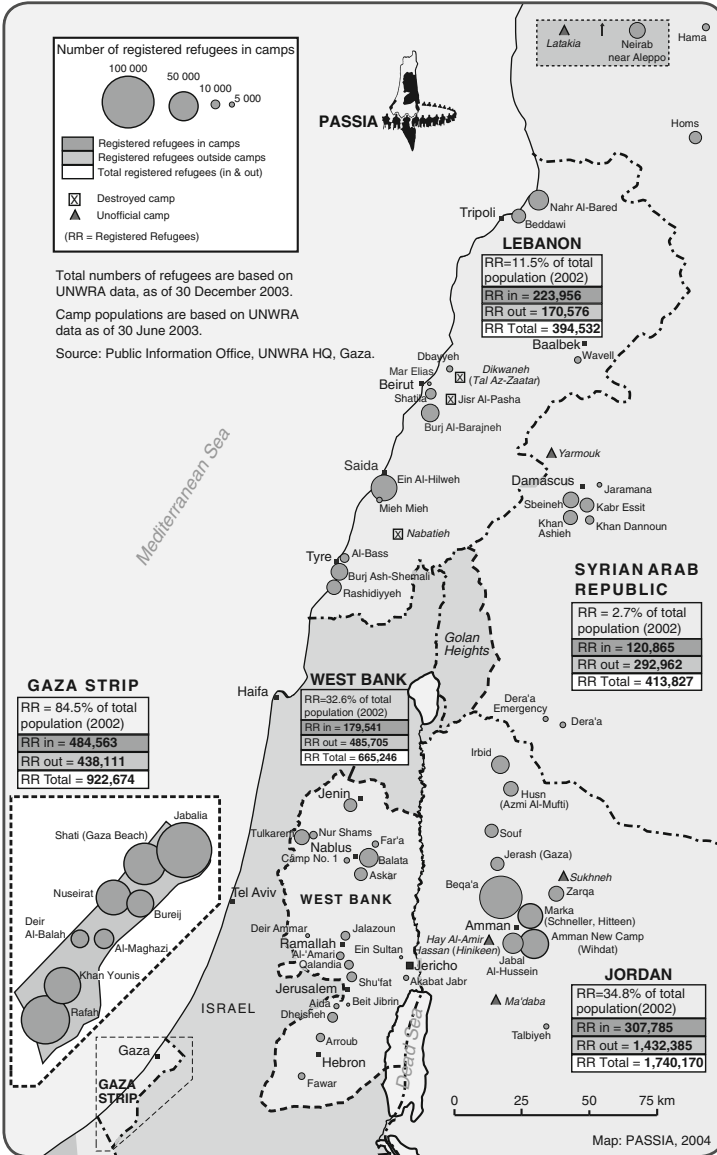 Number of registered refugees in camps
100 000
50 000
10 000
5 000
Registered refugees in camps
Registered refugees outside camps
Total registered refugees (in & out)
Destroyed camp
Unofficial camp
(RR = Registered Refugees)
Total numbers of refugees are based on
UNWRA data, as of 30 December 2003.
Camp populations are based on UNWRA
data as of 30 June 2003.
Source: Public Information Office, UNWRA HQ, Gaza.
PASSIA
Latakia
Neirab
near Aleppo
Hama
Homs
Nahr Al-Bared
Tripoli
Beddawi
LEBANON
RR=11.5% of total
population (2002)
RR in = 223,956
RR out = 170,576
RR Total = 394,532
Baalbek
Wavell
Dbayyeh
Mar Elias
Dikwaneh
(Tal Az-Zaatar)
Beirut
Shatila
Jisr Al-Pasha
Burj Al-Barajneh
Mediterranean Sea
Yarmouk
Saida
Ein Al-Hilweh
Mieh Mieh
Damascus
Jaramana
Sbeineh
Kabr Essit
Khan
Ashieh
Khan Dannoun
Nabatieh
Tyre
Al-Bass
Burj Ash-Shemali
Rashidiyyeh
SYRIAN ARAB
REPUBLIC
RR = 2.7% of total
population (2002)
RR in = 120,865
RR out = 292,962
RR Total = 413,827
Golan
Heights
GAZA STRIP
RR = 84.5% of total
population (2002)
RR in = 484,563
RR out = 438,111
RR Total = 922,674
Haifa
WEST BANK
RR=32.6% of total
population (2002)
RR in = 179,541
RR out = 485,705
RR Total = 665,246
Dera'a
Emergency
Dera'a
Irbid
Husn
(Azmi Al-Mufti)
Souf
Jerash (Gaza)
Sukhneh
Beqa'a
Zarqa
Marka
(Schneller, Hitteen)
Amman
Amman New Camp
(Wihdat)
Hay Al-Amir
Hassan (Hinikeen)
Jabal
Al-Hussein
Ma'daba
Talbiyeh
JORDAN
RR=34.8% of total
population(2002)
RR in = 307,785
RR out = 1,432,385
RR Total = 1,740,170
Jenin
Tulkarem
Nur Shams
Far'a
Nablus
Camp No. 1
Balata
Askar
WEST BANK
Tel Aviv
Deir Ammar
Jalazoun
Ramallah
Al-'Amari
Ein Sultan
Qalandia
Jericho
Shu'fat
Akabat Jabr
Jerusalem
Aida
Beit Jibrin
Dheisheh
Arroub
Hebron
Fawar
ISRAEL
Dead Sea
Jabalia
Shati (Gaza Beach)
Nuseirat
Bureij
Deir
Al-Balah
Al-Maghazi
Khan Younis
Rafah
Gaza
GAZA
STRIP
0
25
50
75 km
Map: PASSIA, 2004